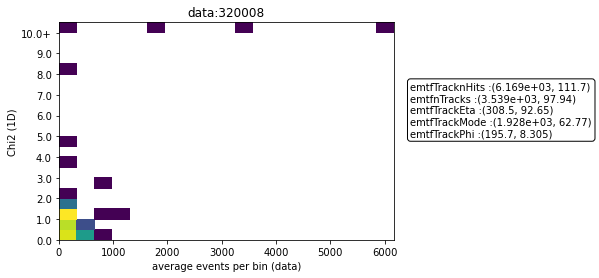 data:320008
10.0+
9.0
8.0
7.0
6.0
5.0
4.0
3.0
2.0
1.0
0.0
Chi2 (1D)
0 1000 2000 3000 4000 5000 6000
average events per bin (data)
emtfTracknHits :(6.169e+03, 111.7)
emtfnTracks :(3.539e+03, 97.94)
emtfTrackEta :(308.5, 92.65)
emtfTrackMode :(1.928e+03, 62.77)
emtfTrackPhi :(195.7, 8.305)